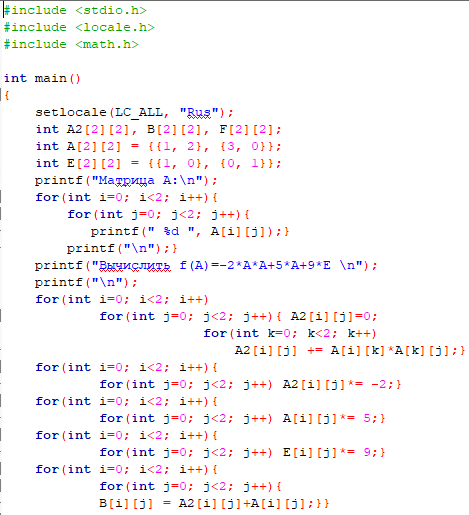 #include <stdio.h>
#include <locale.h>
#include <math.h>

int main()
{
    setlocale(LC_ALL, "Rus");
    int A2[2][2], B[2][2], F[2][2];
    int A[2][2] = {{1, 2}, {3, 0}};
    int E[2][2] = {{1, 0}, {0, 1}};
    printf("Матрица А:\n");
    for(int i=0; i<2; i++){
        for(int j=0; j<2; j++){
           printf(" %d ", A[i][j]);}
        printf("\n");}
    printf("Вычислить f(A)=-2*A*A+5*A+9*E \n");
    printf("\n");
    for(int i=0; i<2; i++)
            for(int j=0; j<2; j++){ A2[i][j]=0;
                         for(int k=0; k<2; k++)
                             A2[i][j] += A[i][k]*A[k][j];}
    for(int i=0; i<2; i++){
            for(int j=0; j<2; j++) A2[i][j]*= -2;}
    for(int i=0; i<2; i++){
            for(int j=0; j<2; j++) A[i][j]*= 5;}
    for(int i=0; i<2; i++){
            for(int j=0; j<2; j++) E[i][j]*= 9;}
    for(int i=0; i<2; i++){
            for(int j=0; j<2; j++){
            B[i][j] = A2[i][j]+A[i][j];}}